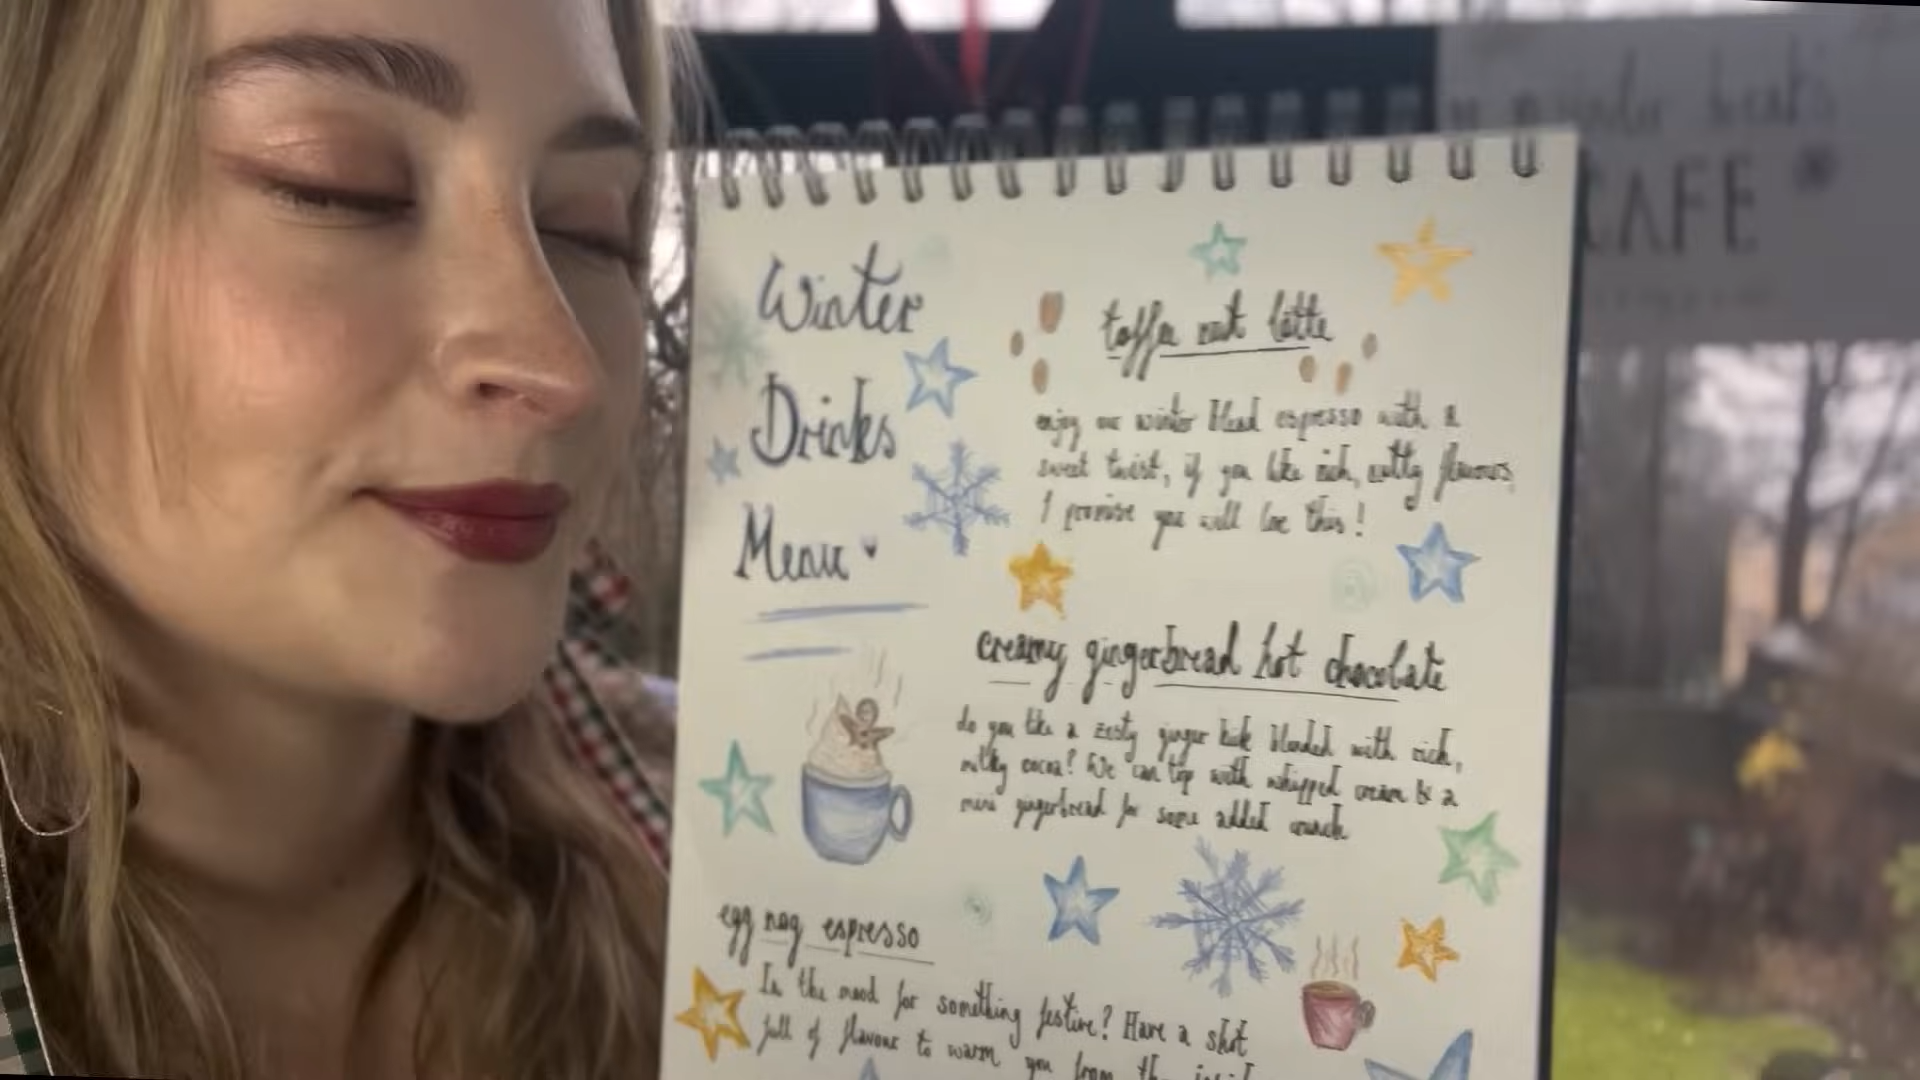 Winter
Drinks
Menu
toffee nut latte
enjoy our winter blend espresso with a
sweet twist, if you like rich, nutty flavours,
I promise you will love this!
creamy gingerbread hot chocolate
do you like a zesty ginger kick blended with rich,
milky cocoa? We can top with whipped cream & a
mini gingerbread for some added crunch
egg nog espresso
In the mood for something festive? Have a shot
full of flavour to warm you from the
CAFE